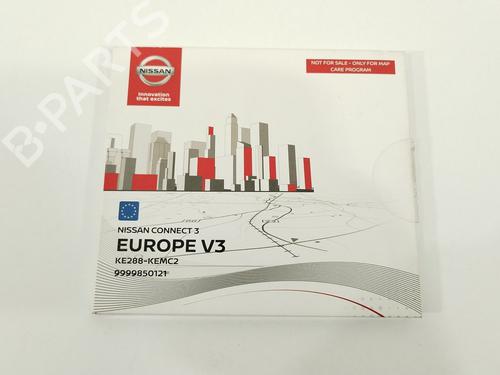 NISSAN
Innovation
that excites
NOT FOR SALE - ONLY FOR MAP
CARE PROGRAM
B-PARTS
NISSAN CONNECT 3
EUROPE V3
KE288-KEMC2
9999850121